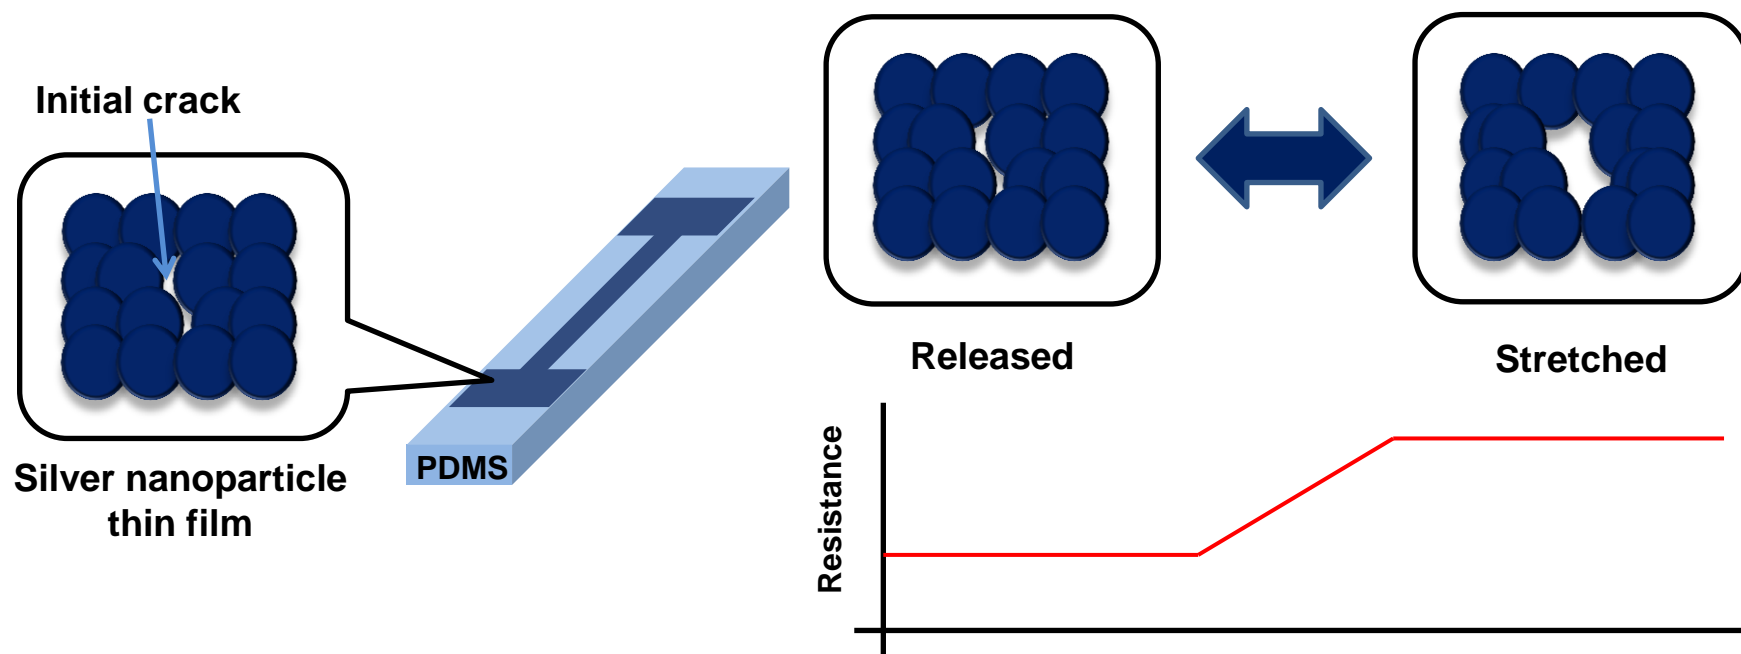 Initial crack
Silver nanoparticle
thin film
PDMS
Released
Stretched
Resistance